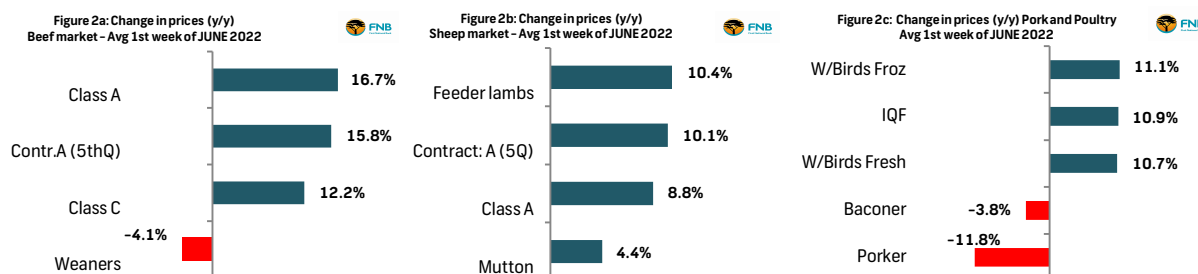 Figure 2a: Change in prices (y/y)
Beef market - Avg 1st week of JUNE 2022
FNB
Class A
16.7%
Contr.A (5thQ)
15.8%
Class C
12.2%
Weaners
-4.1%
Figure 2b: Change in prices (y/y)
Sheep market - Avg 1st week of JUNE 2022
FNB
Feeder lambs
10.4%
Contract: A (5Q)
10.1%
Class A
8.8%
Mutton
4.4%
Figure 2c: Change in prices (y/y) Pork and Poultry
Avg 1st week of JUNE 2022
FNB
W/Birds Froz
11.1%
IQF
10.9%
W/Birds Fresh
10.7%
Baconer
-3.8%
Porker
-11.8%